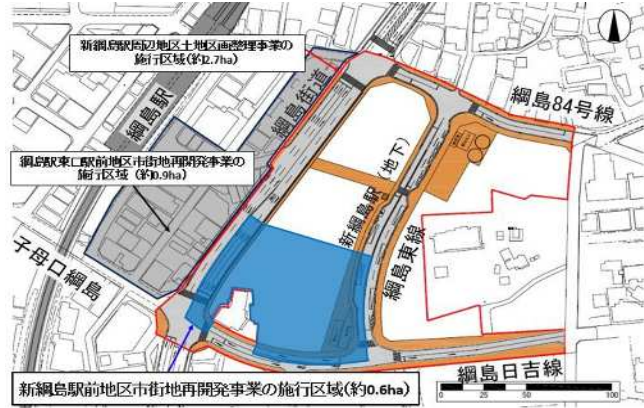 新綱島駅周辺地区土地区画整理事業の
施行区域(約2.7ha)
綱島駅
綱島街道
綱島84号線
綱島駅東口駅前地区市街地再開発事業の
施行区域 (約0.9ha)
新綱島駅(地下)
綱島東線
子母口綱島
綱島日吉線
新綱島駅前地区市街地再開発事業の施行区域(約0.6ha)
0 10 25 50 100